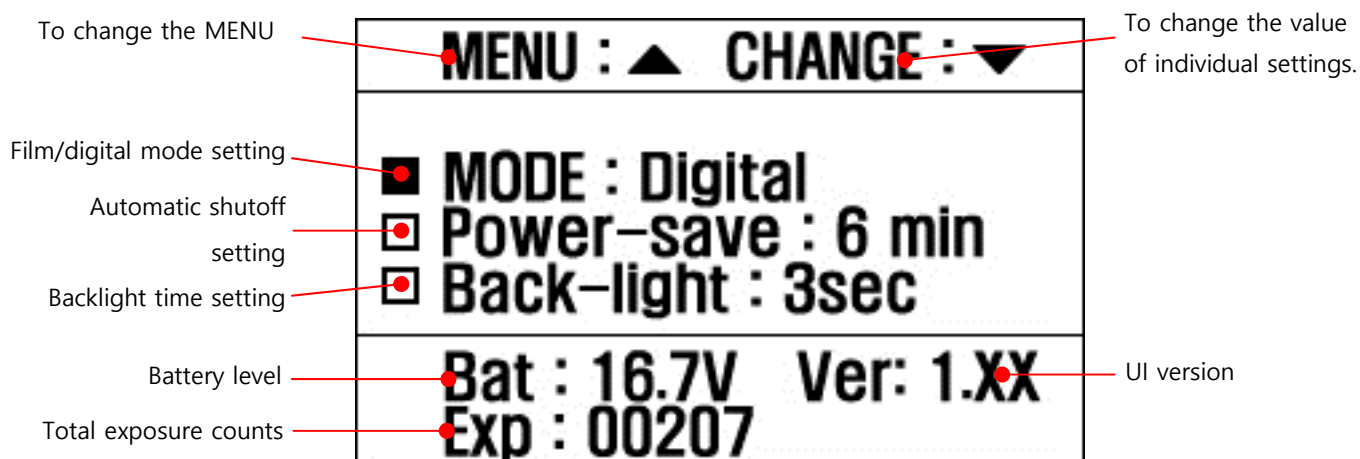 To change the MENU
MENU : ▲ CHANGE : ▼
To change the value
of individual settings.
Film/digital mode setting
■ MODE : Digital
Automatic shutoff
setting
□ Power-save : 6 min
Backlight time setting
□ Back-light : 3sec
Battery level
Bat : 16.7V Ver: 1.XX
UI version
Total exposure counts
Exp : 00207